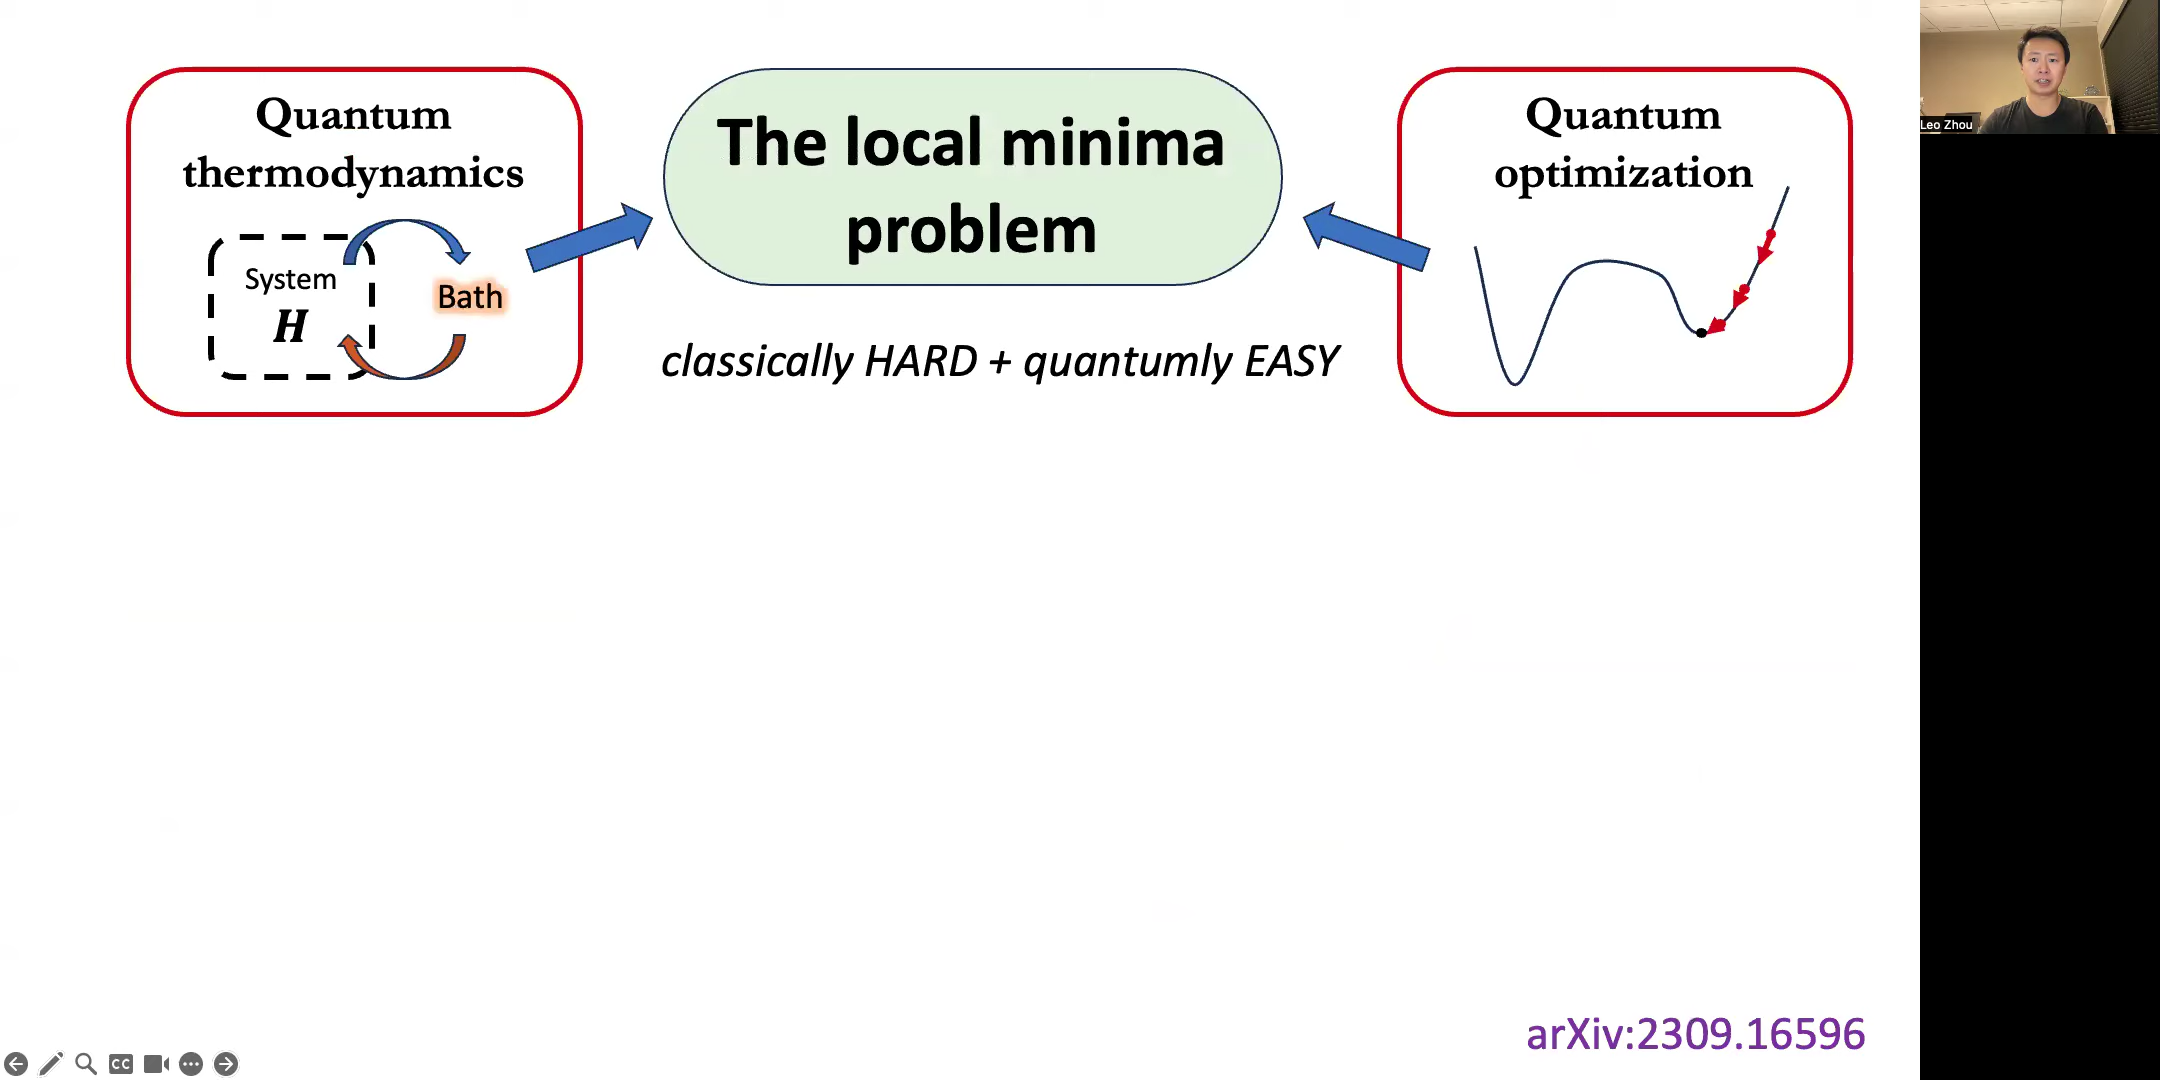 Quantum
thermodynamics
System
H
Bath
The local minima
problem
classically HARD + quantumly EASY
Quantum
optimization
Leo Zhou
arXiv:2309.16596
CC